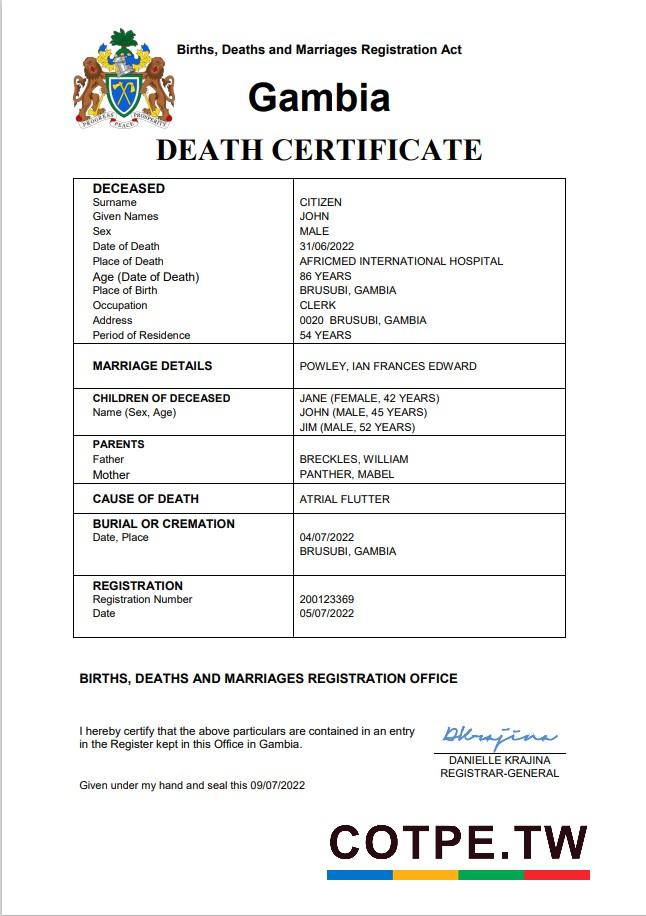 Births, Deaths and Marriages Registration Act
Gambia
PROGRESS PEACE PROSPERITY
DEATH CERTIFICATE
DECEASED
Surname CITIZEN
Given Names JOHN
Sex MALE
Date of Death 31/06/2022
Place of Death AFRICMED INTERNATIONAL HOSPITAL
Age (Date of Death) 86 YEARS
Place of Birth BRUSUBI, GAMBIA
Occupation CLERK
Address 0020 BRUSUBI, GAMBIA
Period of Residence 54 YEARS
MARRIAGE DETAILS POWLEY, IAN FRANCES EDWARD
CHILDREN OF DECEASED JANE (FEMALE, 42 YEARS)
Name (Sex, Age) JOHN (MALE, 45 YEARS)
JIM (MALE, 52 YEARS)
PARENTS
Father BRECKLES, WILLIAM
Mother PANTHER, MABEL
CAUSE OF DEATH ATRIAL FLUTTER
BURIAL OR CREMATION
Date, Place 04/07/2022
BRUSUBI, GAMBIA
REGISTRATION
Registration Number 200123369
Date 05/07/2022
BIRTHS, DEATHS AND MARRIAGES REGISTRATION OFFICE
I hereby certify that the above particulars are contained in an entry
in the Register kept in this Office in Gambia.
DKrajina
DANIELLE KRAJINA
REGISTRAR-GENERAL
Given under my hand and seal this 09/07/2022
COTPE.TW